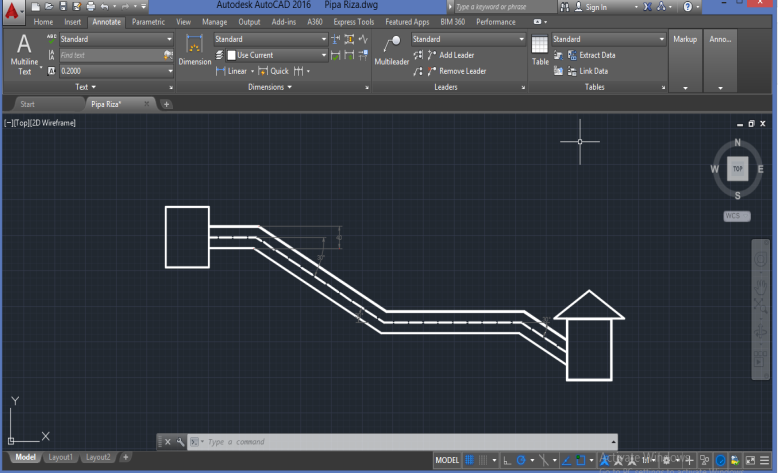 Autodesk AutoCAD 2016 Pipa Riza.dwg
Type a keyword or phrase
Sign In
Home Insert Annotate Parametric View Manage Output Add-ins A360 Express Tools Featured Apps BIM 360 Performance
Multiline Text
ABC Standard
Find text
0.2000
Text
Dimension
Standard
Use Current
Linear Quick
Dimensions
Multileader
Standard
Add Leader
Remove Leader
Leaders
Table
Standard
Extract Data
Link Data
Tables
Markup
Anno...
Start Pipa Riza*
[−][Top][2D Wireframe]
N
W TOP E
S
WCS
Y
X
Type a command
Model Layout1 Layout2
MODEL
Activate Windows